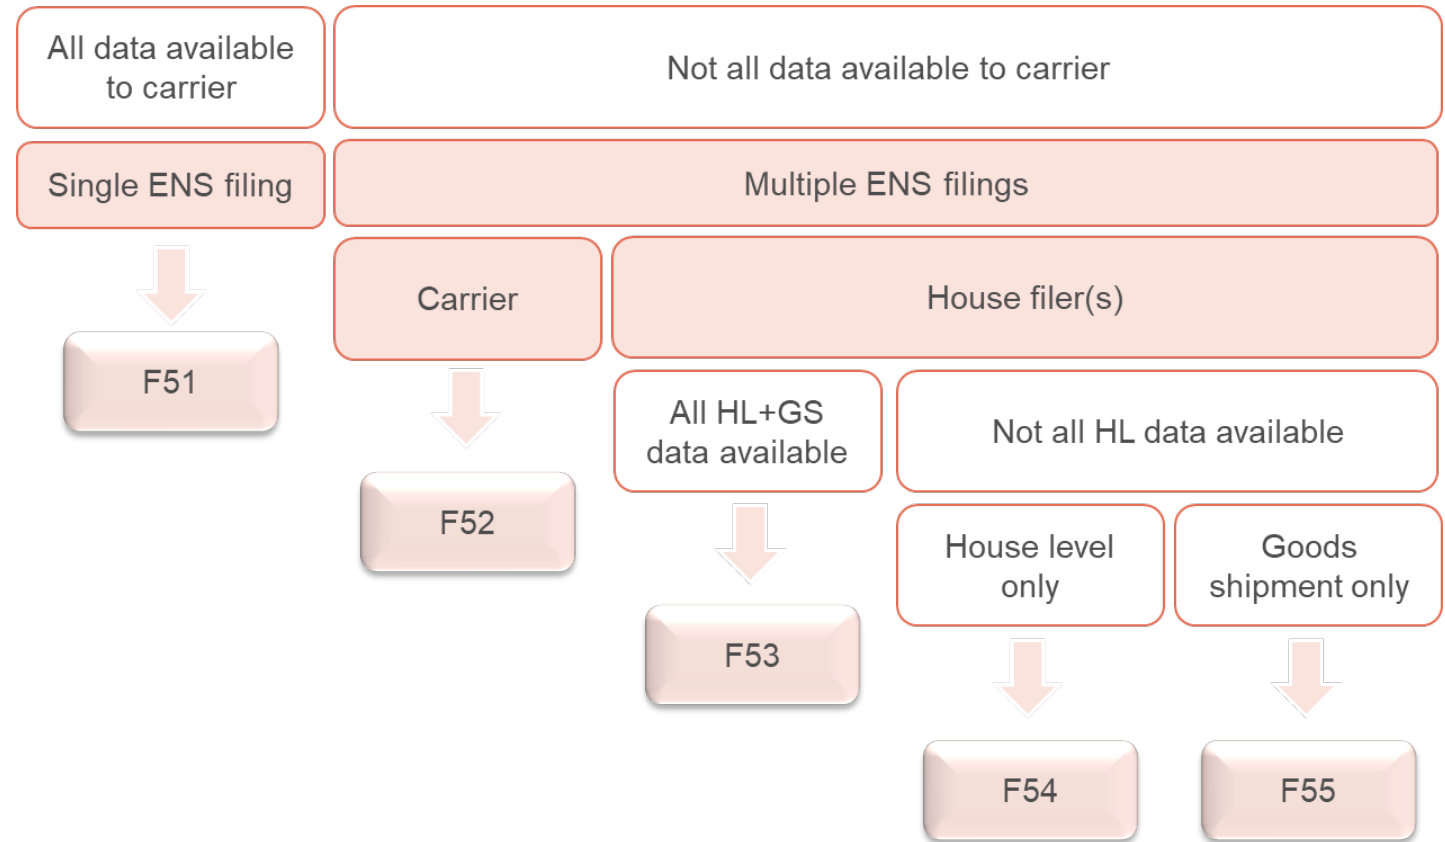 All data available
to carrier
Not all data available to carrier
Single ENS filing
Multiple ENS filings
Carrier
House filer(s)
F51
All HL+GS
data available
Not all HL data available
F52
House level
only
Goods
shipment only
F53
F54
F55